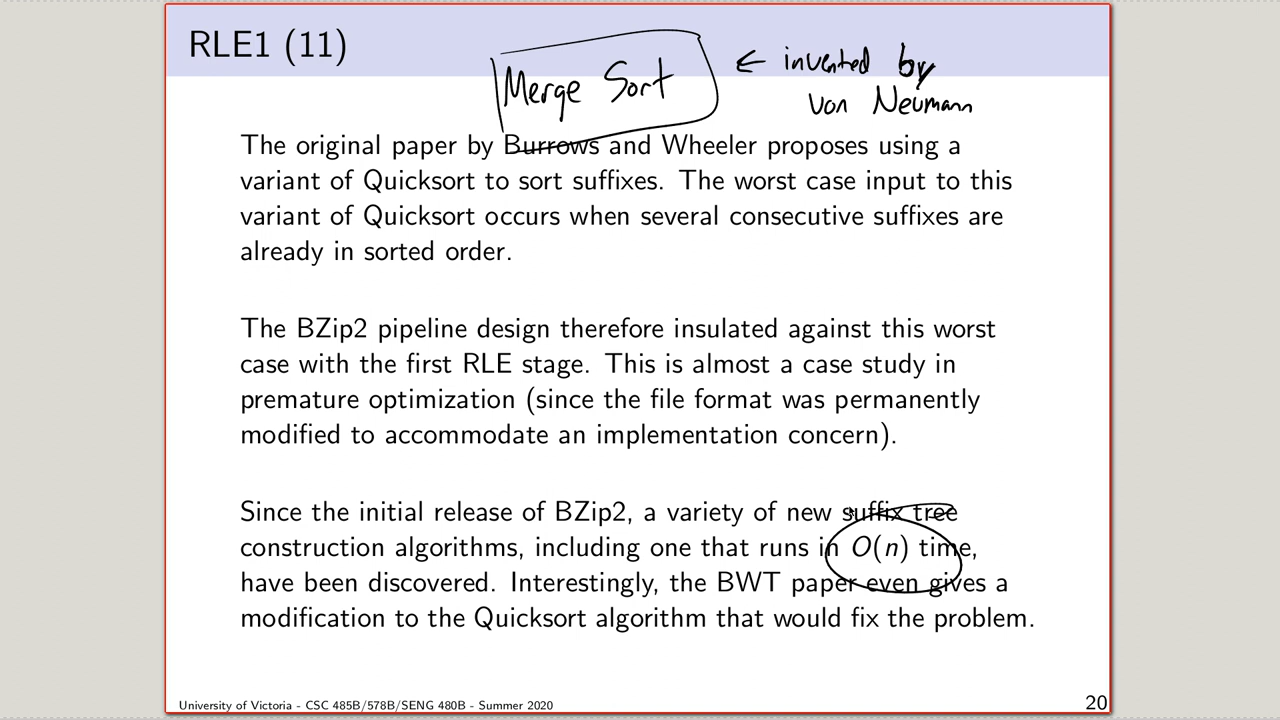 RLE1 (11)
Merge Sort ← invented by
von Neumann
The original paper by Burrows and Wheeler proposes using a
variant of Quicksort to sort suffixes. The worst case input to this
variant of Quicksort occurs when several consecutive suffixes are
already in sorted order.
The BZip2 pipeline design therefore insulated against this worst
case with the first RLE stage. This is almost a case study in
premature optimization (since the file format was permanently
modified to accommodate an implementation concern).
Since the initial release of BZip2, a variety of new suffix tree
construction algorithms, including one that runs in O(n) time,
have been discovered. Interestingly, the BWT paper even gives a
modification to the Quicksort algorithm that would fix the problem.
University of Victoria - CSC 485B/578B/SENG 480B - Summer 2020
20